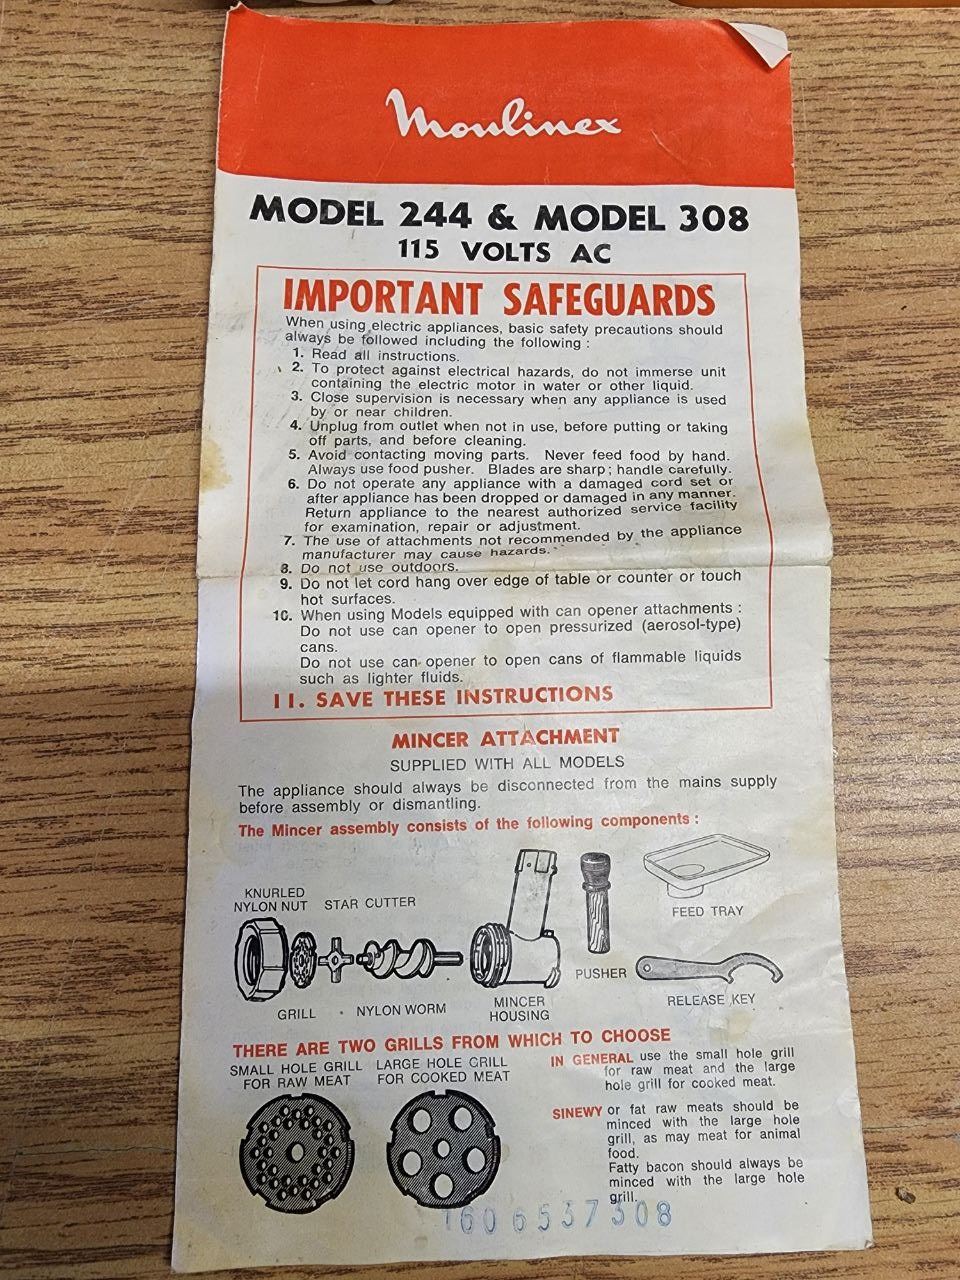 Moulinex
MODEL 244 & MODEL 308
115 VOLTS AC
IMPORTANT SAFEGUARDS
When using electric appliances, basic safety precautions should
always be followed including the following :
1. Read all instructions.
2. To protect against electrical hazards, do not immerse unit
containing the electric motor in water or other liquid.
3. Close supervision is necessary when any appliance is used
by or near children.
4. Unplug from outlet when not in use, before putting or taking
off parts, and before cleaning.
5. Avoid contacting moving parts. Never feed food by hand.
Always use food pusher. Blades are sharp ; handle carefully.
6. Do not operate any appliance with a damaged cord set or
after appliance has been dropped or damaged in any manner.
Return appliance to the nearest authorized service facility
for examination, repair or adjustment.
7. The use of attachments not recommended by the appliance
manufacturer may cause hazards.
8. Do not use outdoors.
9. Do not let cord hang over edge of table or counter or touch
hot surfaces.
10. When using Models equipped with can opener attachments :
Do not use can opener to open pressurized (aerosol-type)
cans.
Do not use can opener to open cans of flammable liquids
such as lighter fluids.
11. SAVE THESE INSTRUCTIONS
MINCER ATTACHMENT
SUPPLIED WITH ALL MODELS
The appliance should always be disconnected from the mains supply
before assembly or dismantling.
The Mincer assembly consists of the following components :
KNURLED
NYLON NUT
STAR CUTTER
FEED TRAY
PUSHER
GRILL
NYLON WORM
MINCER
HOUSING
RELEASE KEY
THERE ARE TWO GRILLS FROM WHICH TO CHOOSE
SMALL HOLE GRILL
FOR RAW MEAT
LARGE HOLE GRILL
FOR COOKED MEAT
IN GENERAL use the small hole grill
for raw meat and the large
hole grill for cooked meat.
SINEWY or fat raw meats should be
minced with the large hole
grill, as may meat for animal
food.
Fatty bacon should always be
minced with the large hole
grill.
1606537308